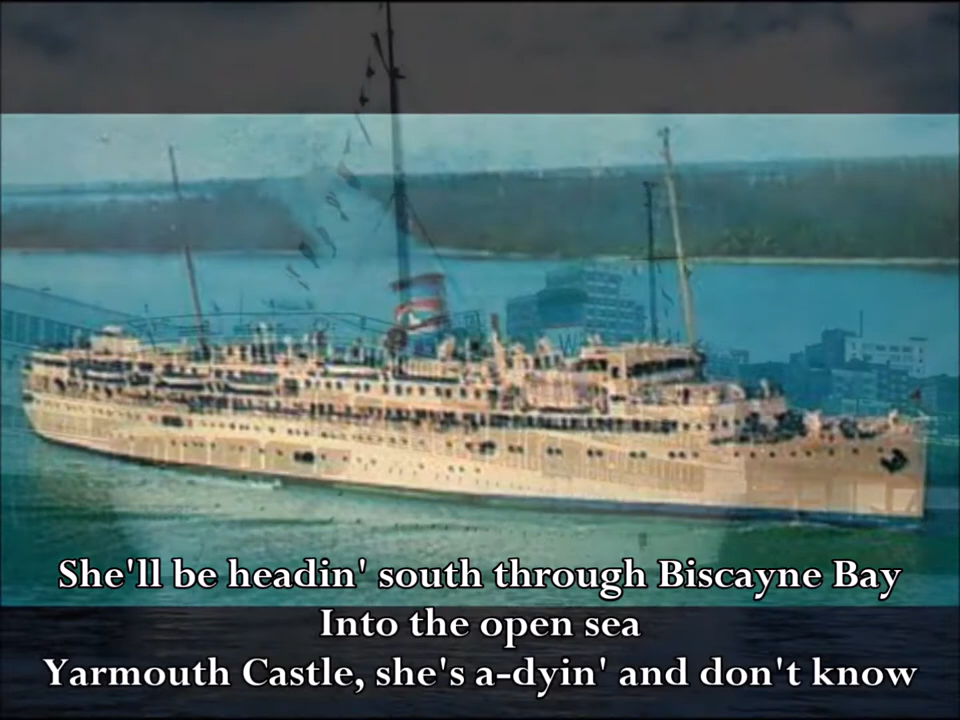 She'll be headin' south through Biscayne Bay
Into the open sea
Yarmouth Castle, she's a-dyin' and don't know